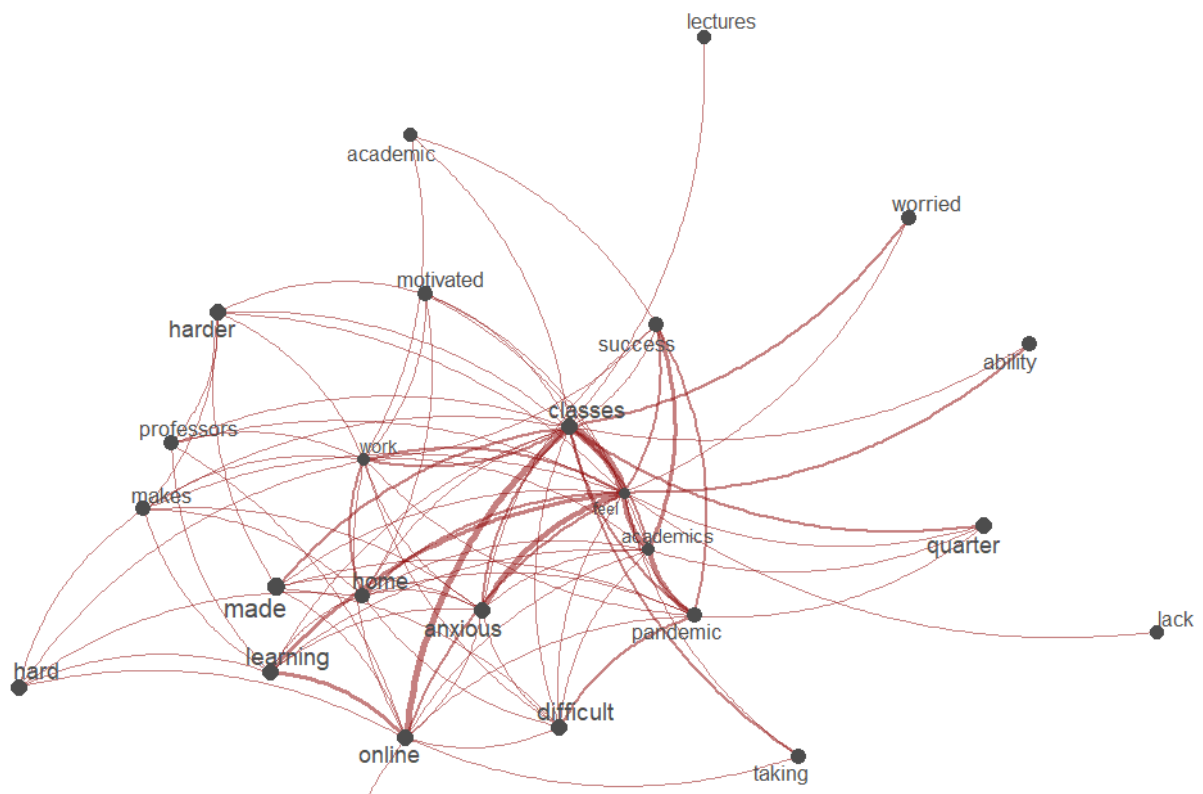 lectures
academic
worried
motivated
harder
success
ability
classes
professors
work
makes
feel
academics
quarter
home
made
anxious
pandemic
lack
learning
hard
difficult
online
taking